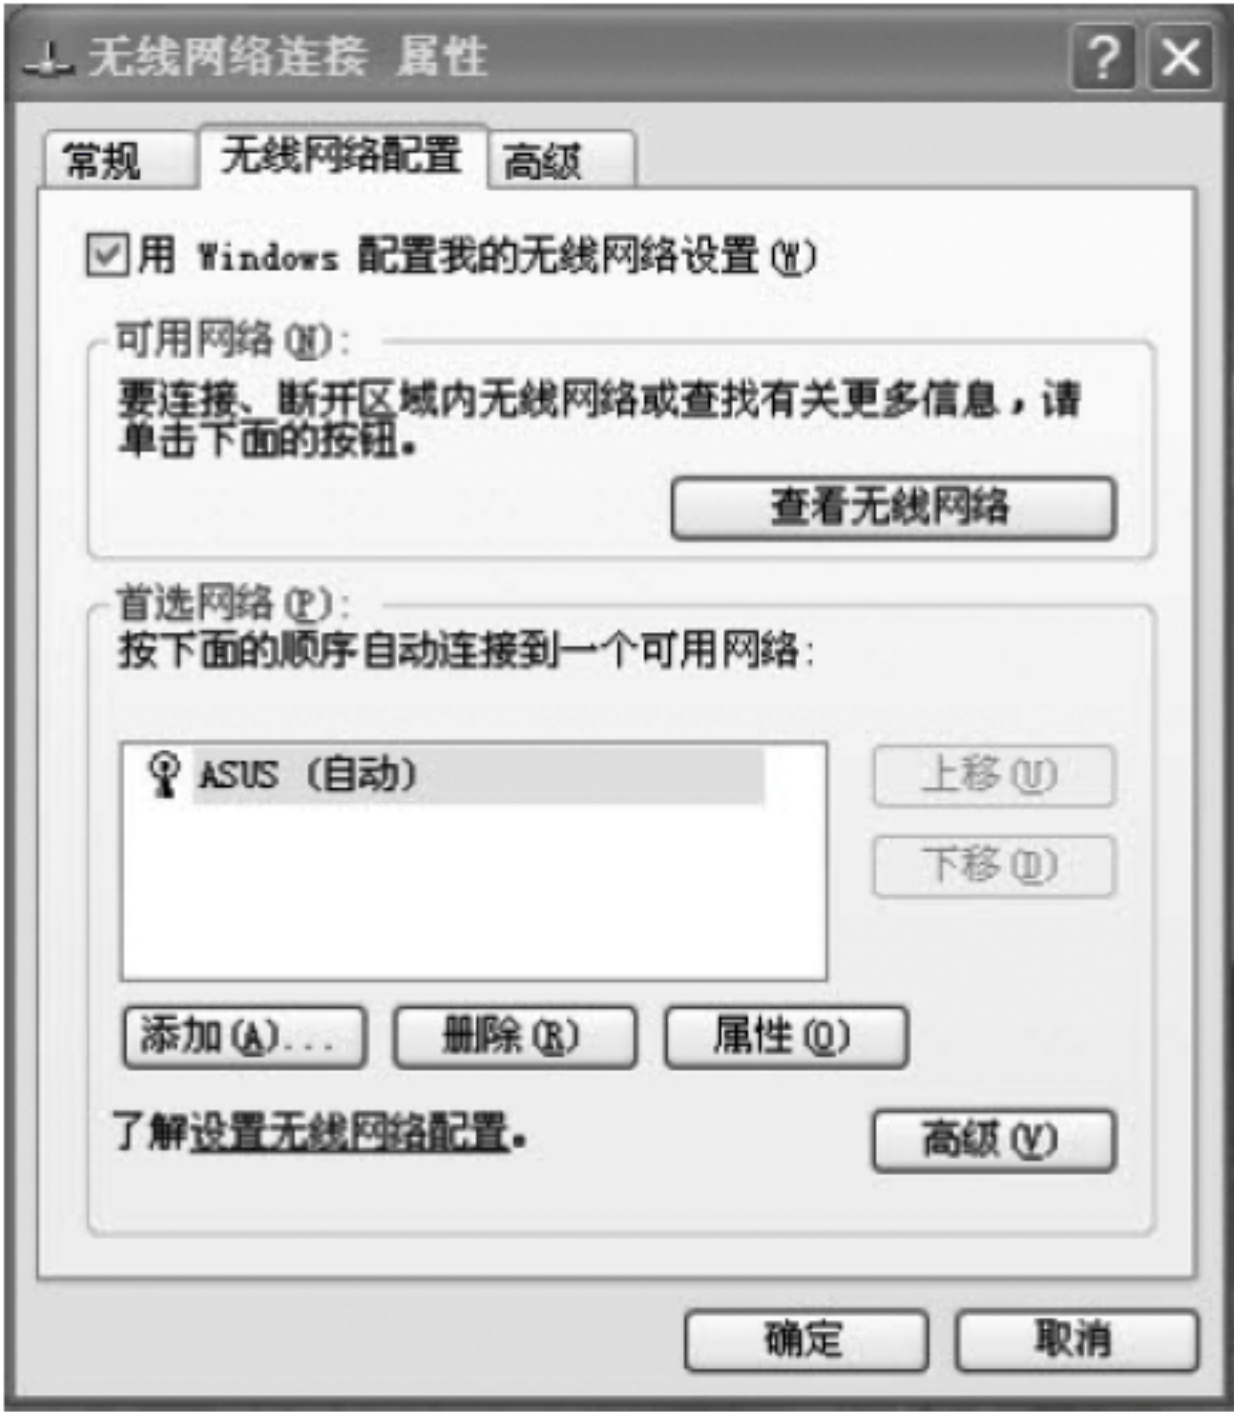 无线网络连接 属性
常规 无线网络配置 高级
用 Windows 配置我的无线网络设置(W)
可用网络(N):
要连接、断开区域内无线网络或查找有关更多信息，请
单击下面的按钮。
查看无线网络
首选网络(P):
按下面的顺序自动连接到一个可用网络:
ASUS (自动)
上移(U)
下移(D)
添加(A)... 删除(R) 属性(O)
了解设置无线网络配置。
高级(V)
确定 取消